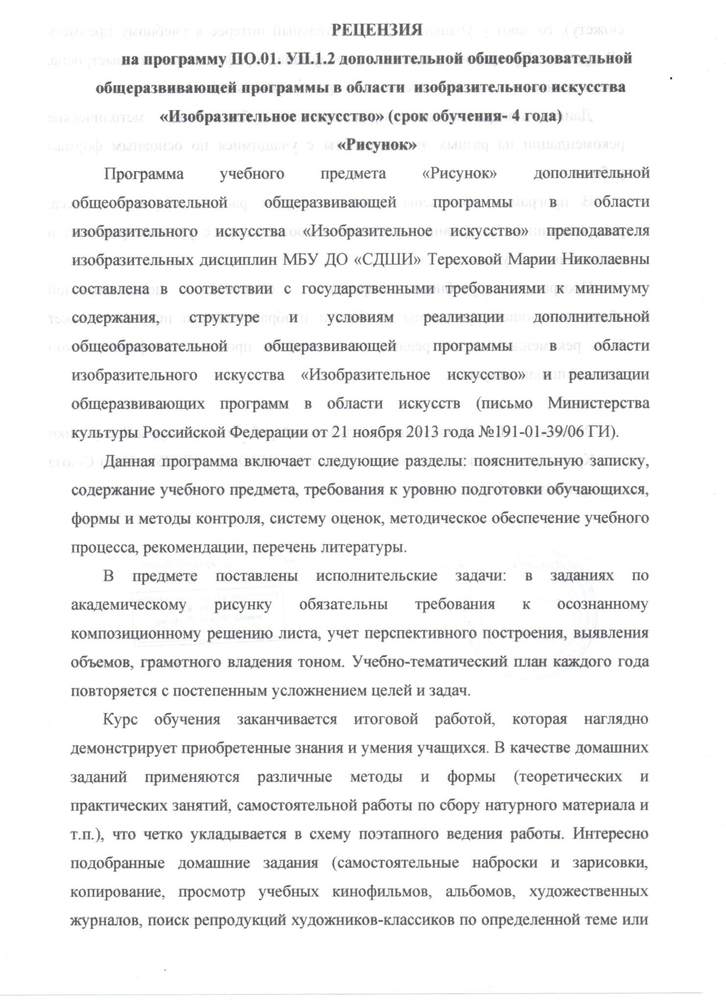 РЕЦЕНЗИЯ
на программу ПО.01. УП.1.2 дополнительной общеобразовательной
общеразвивающей программы в области изобразительного искусства
«Изобразительное искусство» (срок обучения- 4 года)
«Рисунок»
Программа учебного предмета «Рисунок» дополнительной
общеобразовательной общеразвивающей программы в области
изобразительного искусства «Изобразительное искусство» преподавателя
изобразительных дисциплин МБУ ДО «СДШИ» Тереховой Марии Николаевны
составлена в соответствии с государственными требованиями к минимуму
содержания, структуре и условиям реализации дополнительной
общеобразовательной общеразвивающей программы в области
изобразительного искусства «Изобразительное искусство» и реализации
общеразвивающих программ в области искусств (письмо Министерства
культуры Российской Федерации от 21 ноября 2013 года №191-01-39/06 ГИ).
Данная программа включает следующие разделы: пояснительную записку,
содержание учебного предмета, требования к уровню подготовки обучающихся,
формы и методы контроля, систему оценок, методическое обеспечение учебного
процесса, рекомендации, перечень литературы.
В предмете поставлены исполнительские задачи: в заданиях по
академическому рисунку обязательны требования к осознанному
композиционному решению листа, учет перспективного построения, выявления
объемов, грамотного владения тоном. Учебно-тематический план каждого года
повторяется с постепенным усложнением целей и задач.
Курс обучения заканчивается итоговой работой, которая наглядно
демонстрирует приобретенные знания и умения учащихся. В качестве домашних
заданий применяются различные методы и формы (теоретических и
практических занятий, самостоятельной работы по сбору натурного материала и
т.п.), что четко укладывается в схему поэтапного ведения работы. Интересно
подобранные домашние задания (самостоятельные наброски и зарисовки,
копирование, просмотр учебных кинофильмов, альбомов, художественных
журналов, поиск репродукций художников-классиков по определенной теме или